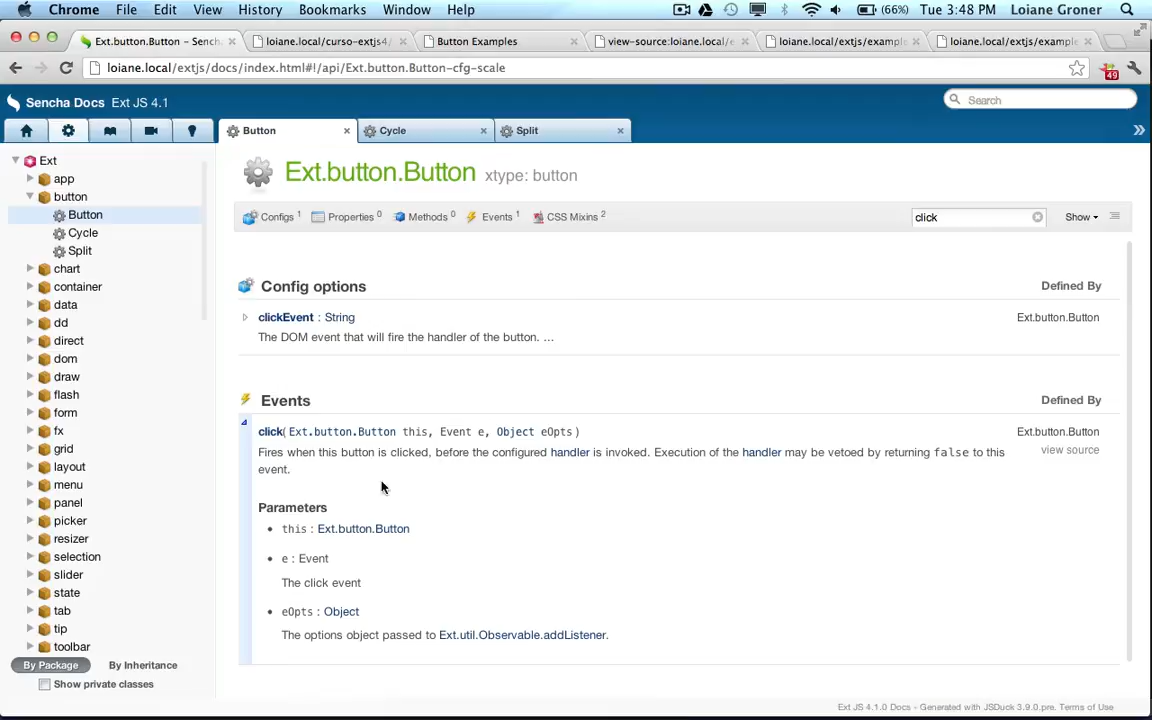 Chrome File Edit View History Bookmarks Window Help (66%) Tue 3:48 PM Loiane Groner
Ext.button.Button – Sench
loiane.local/curso-extjs4/
Button Examples
view-source:loiane.local/e
loiane.local/extjs/example
loiane.local/extjs/example
loiane.local/extjs/docs/index.html#!/api/Ext.button.Button-cfg-scale
49
Sencha Docs Ext JS 4.1
Search
Button
Cycle
Split
Ext
app
button
Button
Cycle
Split
chart
container
data
dd
direct
dom
draw
flash
form
fx
grid
layout
menu
panel
picker
resizer
selection
slider
state
tab
tip
toolbar
By Package By Inheritance
Show private classes
Ext.button.Button xtype: button
Configs 1 Properties 0 Methods 0 Events 1 CSS Mixins 2 click Show
Config options Defined By
clickEvent : String Ext.button.Button
The DOM event that will fire the handler of the button. ...
Events Defined By
click( Ext.button.Button this, Event e, Object eOpts ) Ext.button.Button
Fires when this button is clicked, before the configured handler is invoked. Execution of the handler may be vetoed by returning false to this view source
event.
Parameters
this : Ext.button.Button
e : Event
The click event
eOpts : Object
The options object passed to Ext.util.Observable.addListener.
Ext JS 4.1.0 Docs - Generated with JSDuck 3.9.0.pre. Terms of Use